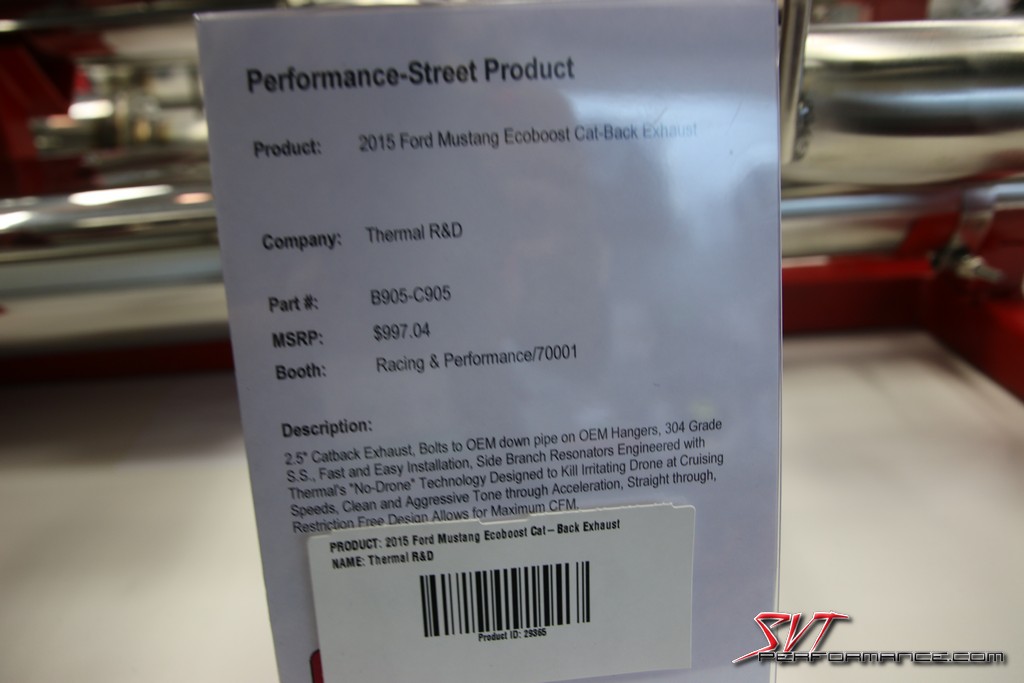 Performance-Street Product
Product: 2015 Ford Mustang Ecoboost Cat-Back Exhaust
Company: Thermal R&D
Part #: B905-C905
MSRP: $997.04
Booth: Racing & Performance/70001
Description:
2.5" Catback Exhaust, Bolts to OEM down pipe on OEM Hangers, 304 Grade
S.S., Fast and Easy Installation, Side Branch Resonators Engineered with
Thermal's "No-Drone" Technology Designed to Kill Irritating Drone at Cruising
Speeds, Clean and Aggressive Tone through Acceleration, Straight through,
Restriction Free Design Allows for Maximum CFM.
PRODUCT: 2015 Ford Mustang Ecoboost Cat–Back Exhaust
NAME: Thermal R&D
Product ID: 29365
SVT
PERFORMANCE.COM